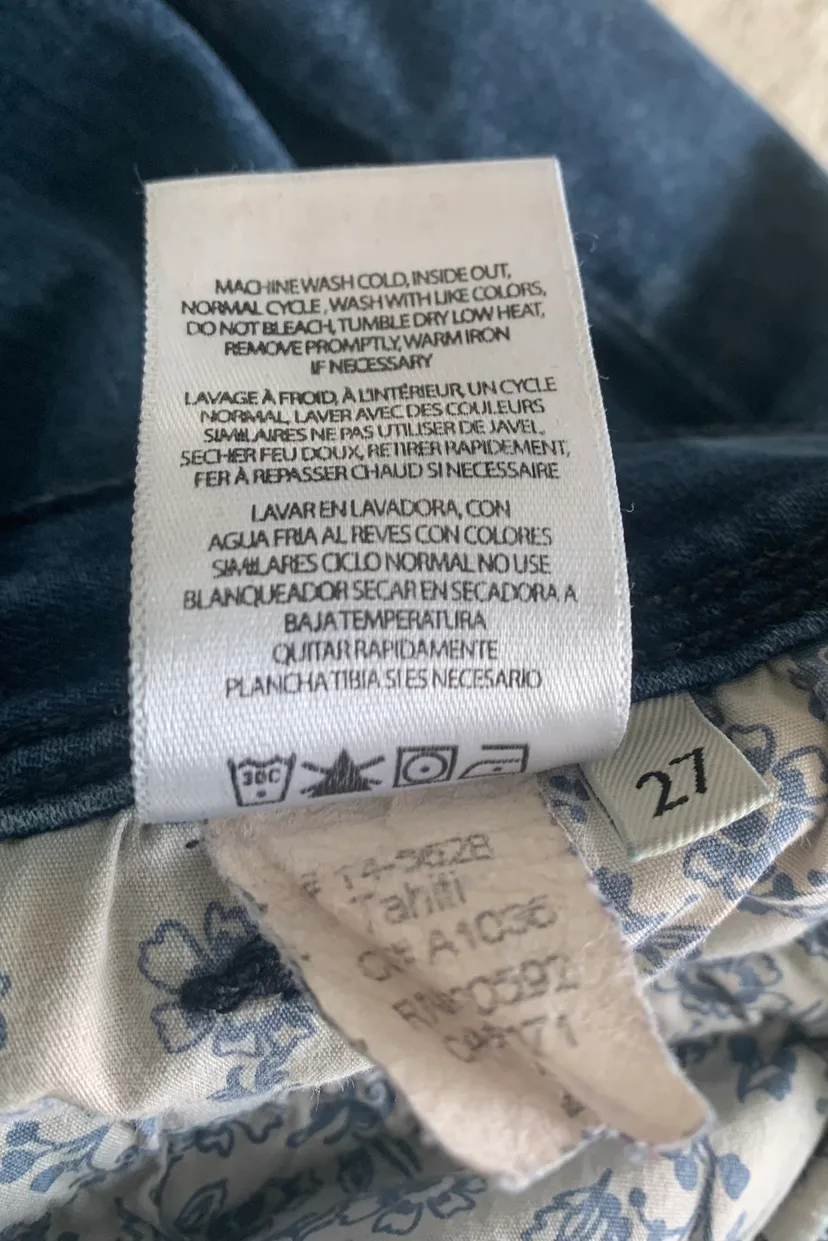 MACHINE WASH COLD, INSIDE OUT,
NORMAL CYCLE, WASH WITH LIKE COLORS,
DO NOT BLEACH, TUMBLE DRY LOW HEAT,
REMOVE PROMPTLY, WARM IRON
IF NECESSARY
LAVAGE À FROID, À L'INTÉRIEUR, UN CYCLE
NORMAL, LAVER AVEC DES COULEURS
SIMILAIRES NE PAS UTILISER DE JAVEL,
SECHER FEU DOUX, RETIRER RAPIDEMENT,
FER À REPASSER CHAUD SI NECESSAIRE
LAVAR EN LAVADORA, CON
AGUA FRIA AL REVES CON COLORES
SIMILARES CICLO NORMAL NO USE
BLANQUEADOR SECAR EN SECADORA A
BAJA TEMPERATURA
QUITAR RAPIDAMENTE
PLANCHA TIBIA SI ES NECESARIO
30C
27
Tahiti
A1036